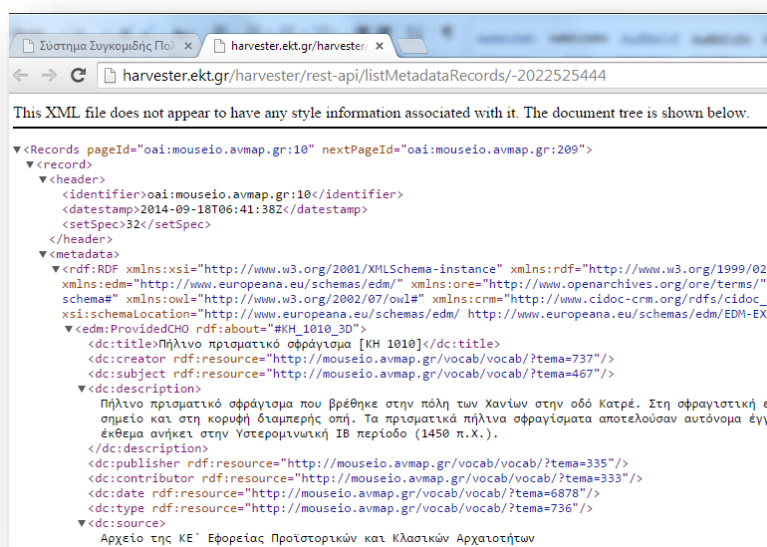 Σύστημα Συγκομιδής Πολ
harvester.ekt.gr/harvester
harvester.ekt.gr/harvester/rest-api/listMetadataRecords/-2022525444
This XML file does not appear to have any style information associated with it. The document tree is shown below.
▼<Records pageId="oai:mouseio.avmap.gr:10" nextPageId="oai:mouseio.avmap.gr:209">
▼<record>
▼<header>
<identifier>oai:mouseio.avmap.gr:10</identifier>
<datestamp>2014-09-18T06:41:38Z</datestamp>
<setSpec>32</setSpec>
</header>
▼<metadata>
▼<rdf:RDF xmlns:xsi="http://www.w3.org/2001/XMLSchema-instance" xmlns:rdf="http://www.w3.org/1999/02
xmlns:edm="http://www.europeana.eu/schemas/edm/" xmlns:ore="http://www.openarchives.org/ore/terms/"
schema#" xmlns:owl="http://www.w3.org/2002/07/owl#" xmlns:crm="http://www.cidoc-crm.org/rdfs/cidoc_
xsi:schemaLocation="http://www.europeana.eu/schemas/edm/ http://www.europeana.eu/schemas/edm/EDM-EX
▼<edm:ProvidedCHO rdf:about="#KH_1010_3D">
<dc:title>Πήλινο πρισματικό σφράγισμα [ΚΗ 1010]</dc:title>
<dc:creator rdf:resource="http://mouseio.avmap.gr/vocab/vocab/?tema=737"/>
<dc:subject rdf:resource="http://mouseio.avmap.gr/vocab/vocab/?tema=467"/>
▼<dc:description>
Πήλινο πρισματικό σφράγισμα που βρέθηκε στην πόλη των Χανίων στην οδό Κατρέ. Στη σφραγιστική ε
σημείο και στη κορυφή διαμπερής οπή. Τα πρισματικά πήλινα σφραγίσματα αποτελούσαν αυτόνομα έγγ
έκθεμα ανήκει στην Υστερομινωική ΙΒ περίοδο (1450 π.Χ.).
</dc:description>
<dc:publisher rdf:resource="http://mouseio.avmap.gr/vocab/vocab/?tema=335"/>
<dc:contributor rdf:resource="http://mouseio.avmap.gr/vocab/vocab/?tema=333"/>
<dc:date rdf:resource="http://mouseio.avmap.gr/vocab/vocab/?tema=6878"/>
<dc:type rdf:resource="http://mouseio.avmap.gr/vocab/vocab/?tema=736"/>
▼<dc:source>
Αρχείο της ΚΕ΄ Εφορείας Προϊστορικών και Κλασικών Αρχαιοτήτων